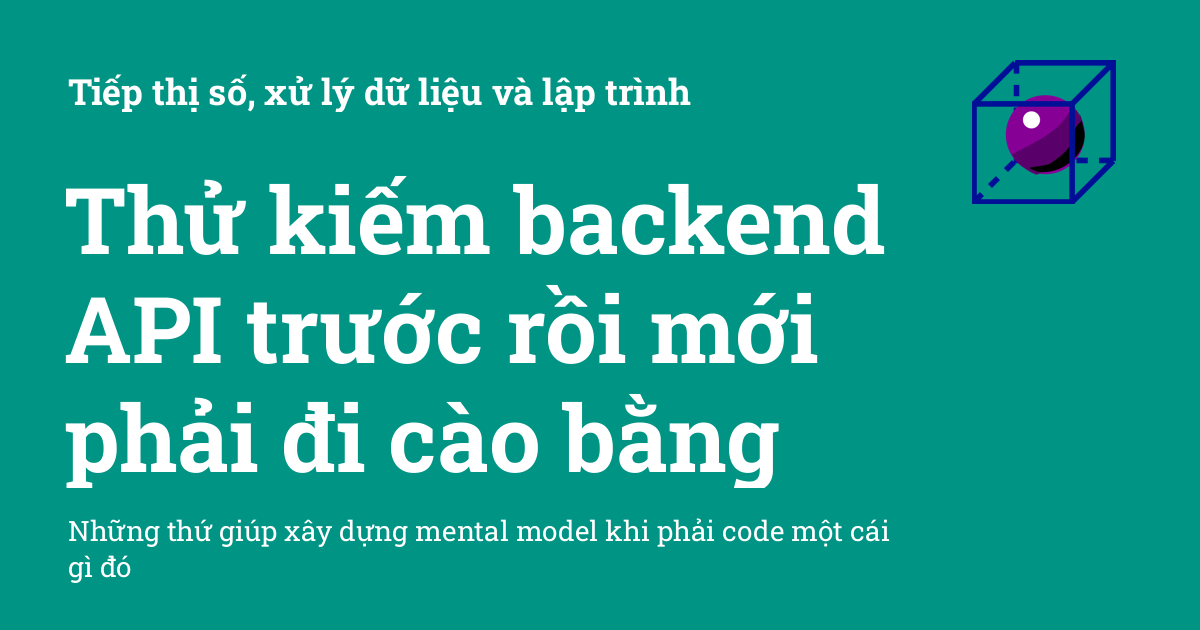 Tiếp thị số, xử lý dữ liệu và lập trình
Thử kiếm backend
API trước rồi mới
phải đi cào bằng
Những thứ giúp xây dựng mental model khi phải code một cái
gì đó